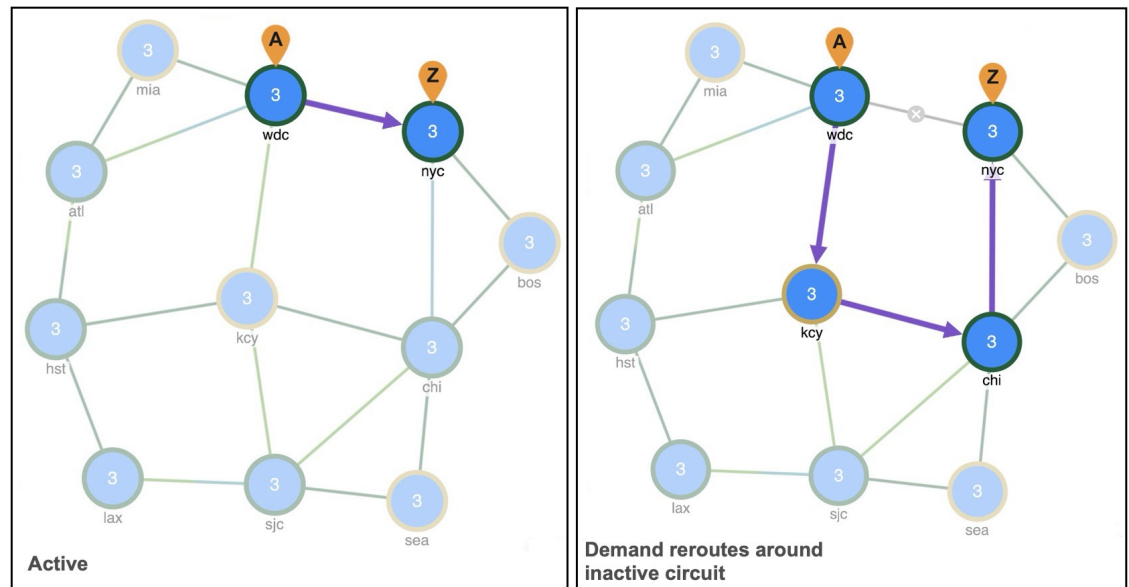 A
3
Z
mia
3
3
wdc
nyc
3
atl
3
bos
3
kcy
3
3
hst
chi
3
3
lax
3
sjc
sea
Active
A
3
Z
mia
3
3
wdc
nyc
3
atl
3
bos
3
kcy
3
3
hst
chi
3
3
lax
3
sjc
sea
Demand reroutes around
inactive circuit